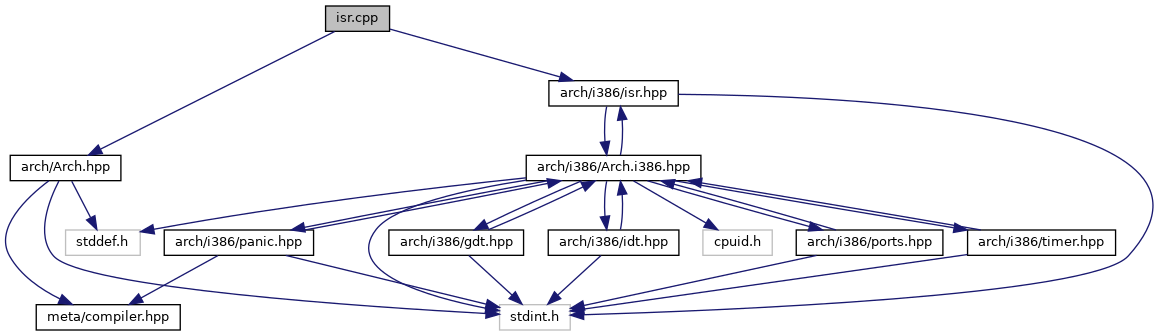 isr.cpp
arch/i386/isr.hpp
arch/Arch.hpp
arch/i386/Arch.i386.hpp
stddef.h
arch/i386/panic.hpp
arch/i386/gdt.hpp
arch/i386/idt.hpp
cpuid.h
arch/i386/ports.hpp
arch/i386/timer.hpp
meta/compiler.hpp
stdint.h